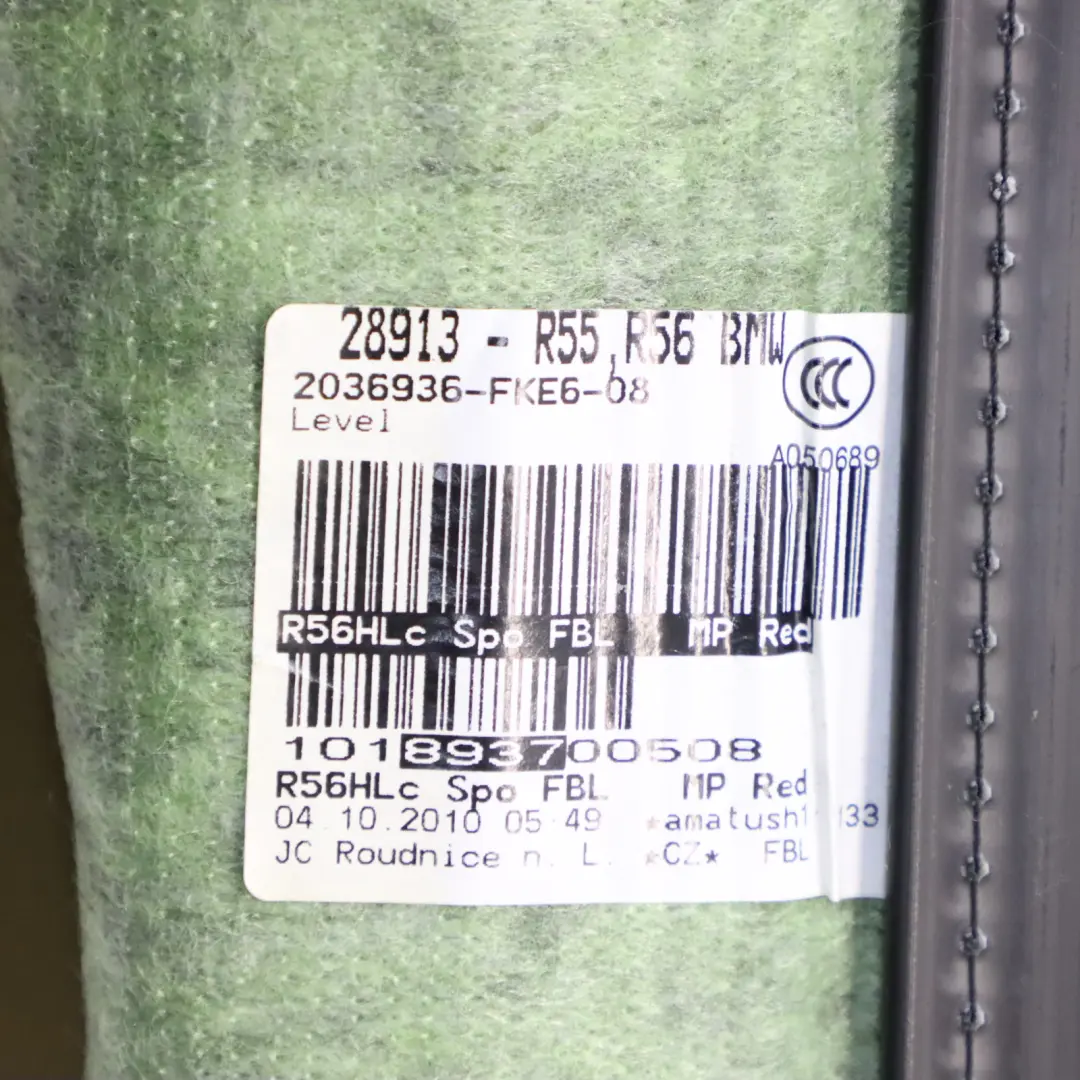 28913 - R55,R56 BMW
2036936-FKE6-08
CCC
Level
A050689
R56HLc Spo FBL MP Red
101893700508
R56HLc Spo FBL MP Red
04.10.2010 05:49
JC Roudnice n. L. *CZ* FBL